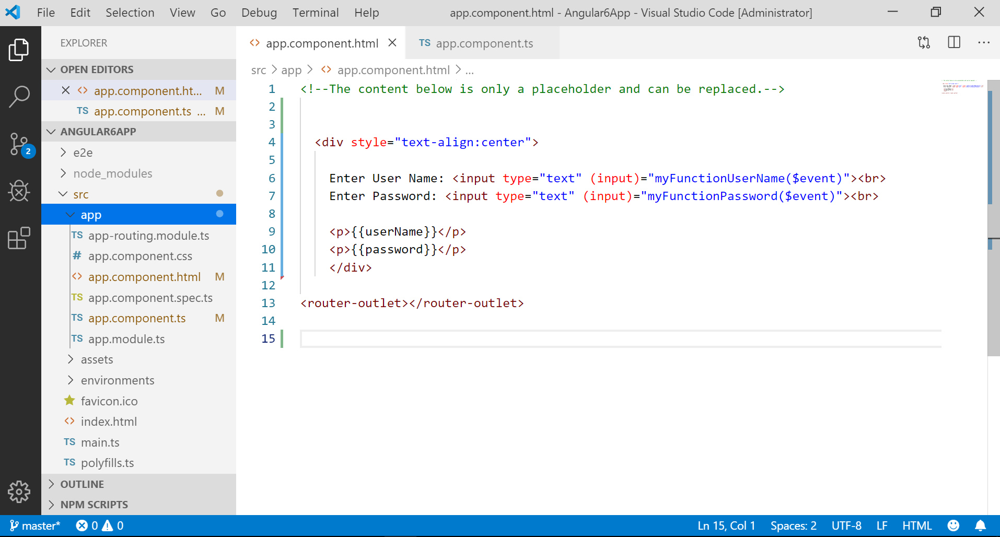 File Edit Selection View Go Debug Terminal Help app.component.html - Angular6App - Visual Studio Code [Administrator]
EXPLORER
OPEN EDITORS
app.component.ht... M
TS app.component.ts ... M
ANGULAR6APP
e2e
node_modules
src
app
TS app-routing.module.ts
# app.component.css
<> app.component.html M
TS app.component.spec.ts
TS app.component.ts M
TS app.module.ts
assets
environments
favicon.ico
<> index.html
TS main.ts
TS polyfills.ts
OUTLINE
NPM SCRIPTS
2
<> app.component.html TS app.component.ts
src > app > <> app.component.html > ...
1 <!--The content below is only a placeholder and can be replaced.-->
2
3
4 <div style="text-align:center">
5
6 Enter User Name: <input type="text" (input)="myFunctionUserName($event)"><br>
7 Enter Password: <input type="text" (input)="myFunctionPassword($event)"><br>
8
9 <p>{{userName}}</p>
10 <p>{{password}}</p>
11 </div>
12
13 <router-outlet></router-outlet>
14
15
master* 0 0 Ln 15, Col 1 Spaces: 2 UTF-8 LF HTML